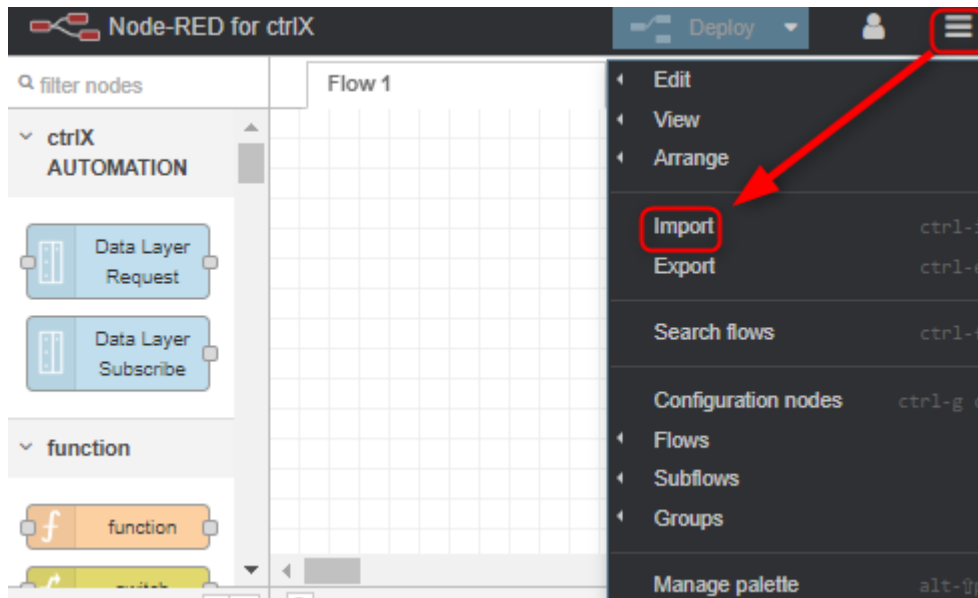 Node-RED for ctrlX
Deploy
filter nodes
Flow 1
ctrlX
AUTOMATION
Data Layer
Request
Data Layer
Subscribe
function
function
Edit
View
Arrange
Import
Export
Search flows
Configuration nodes ctrl-g
Flows
Subflows
Groups
Manage palette